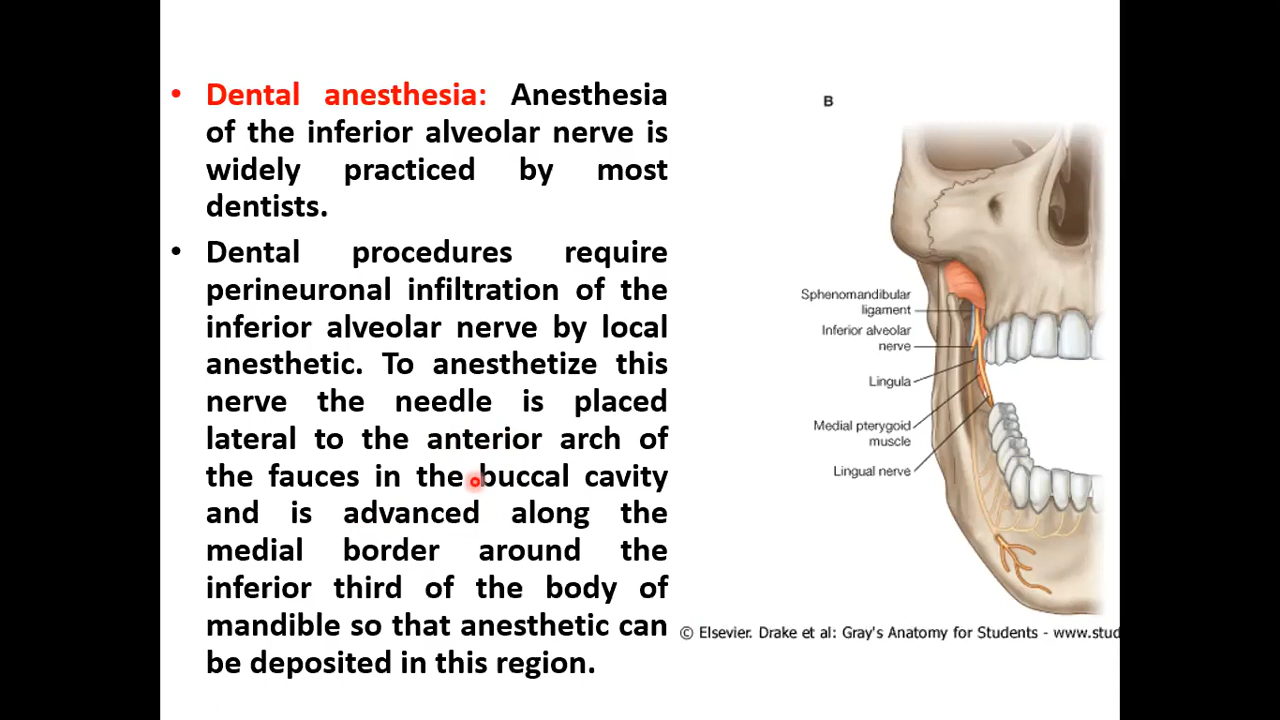 • Dental anesthesia: Anesthesia
of the inferior alveolar nerve is
widely practiced by most
dentists.
• Dental procedures require
perineuronal infiltration of the
inferior alveolar nerve by local
anesthetic. To anesthetize this
nerve the needle is placed
lateral to the anterior arch of
the fauces in the buccal cavity
and is advanced along the
medial border around the
inferior third of the body of
mandible so that anesthetic can
be deposited in this region.
B
Sphenomandibular
ligament
Inferior alveolar
nerve
Lingula
Medial pterygoid
muscle
Lingual nerve
© Elsevier. Drake et al: Gray's Anatomy for Students - www.stud